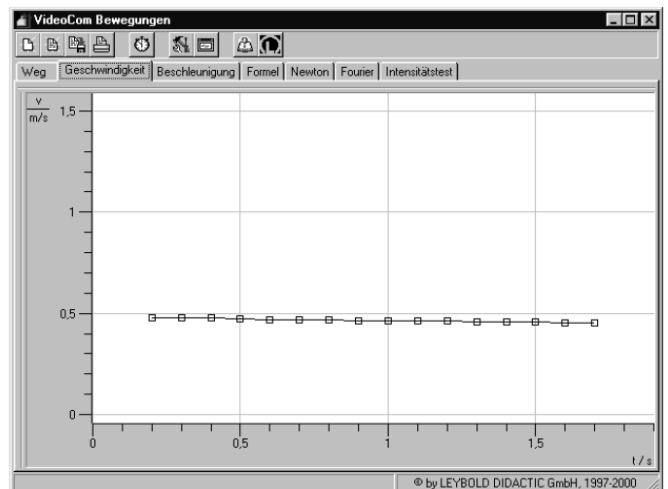 VideoCom Bewegungen
Weg Geschwindigkeit Beschleunigung Formel Newton Fourier Intensitätstest
v
m/s
1,5
1
0,5
0
0 0,5 1 1,5
t / s
© by LEYBOLD DIDACTIC GmbH, 1997-2000